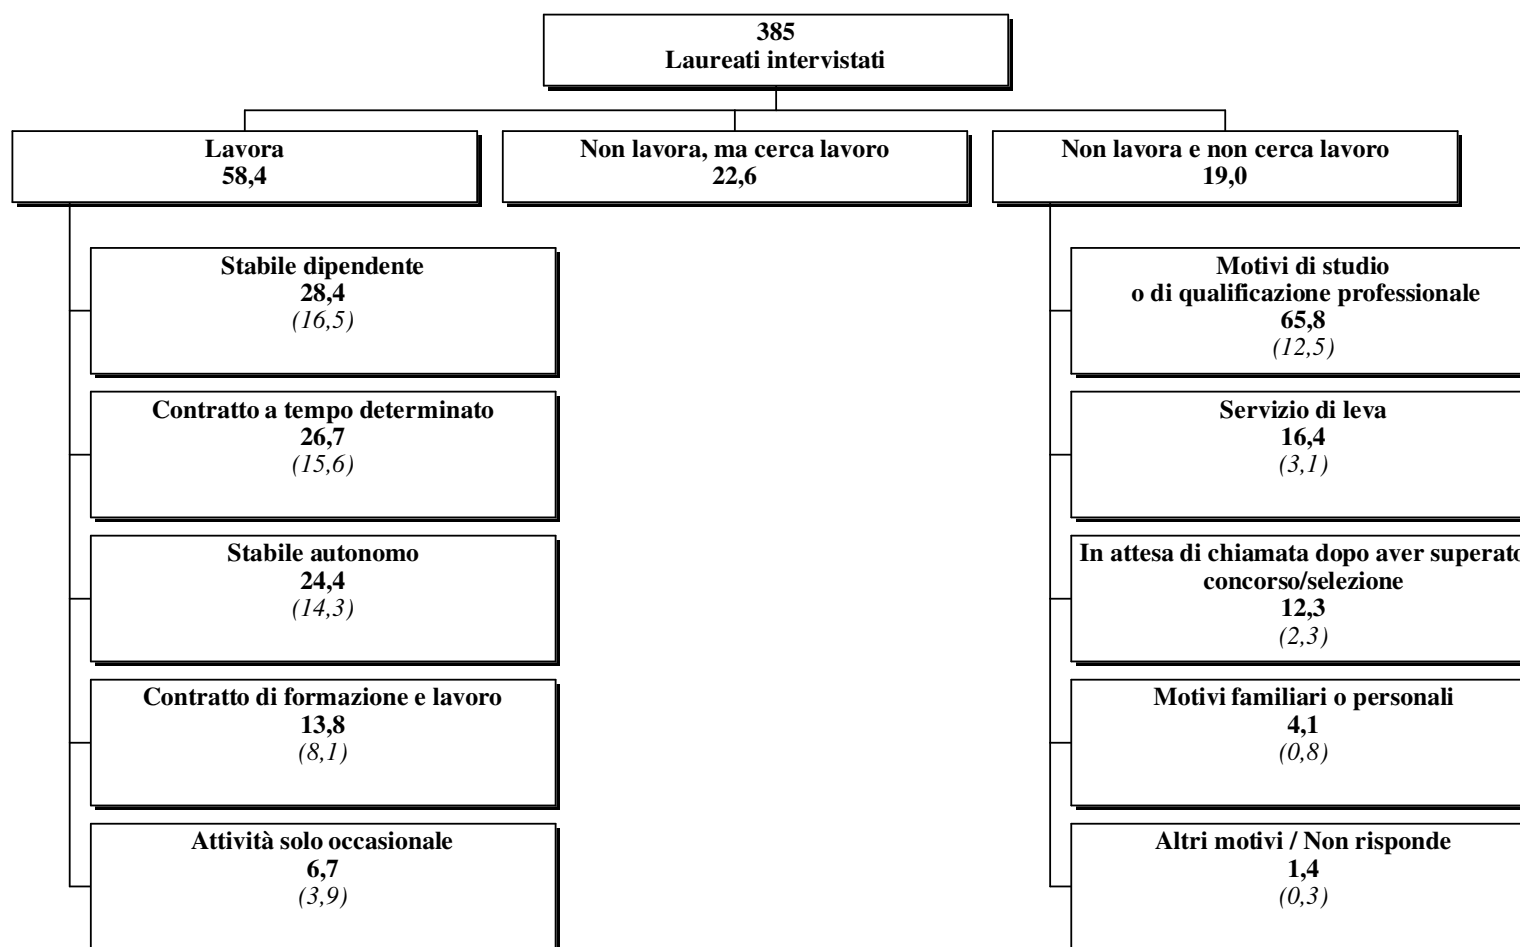 385
Laureati intervistati
Lavora
58,4
Non lavora, ma cerca lavoro
22,6
Non lavora e non cerca lavoro
19,0
Stabile dipendente
28,4
(16,5)
Contratto a tempo determinato
26,7
(15,6)
Stabile autonomo
24,4
(14,3)
Contratto di formazione e lavoro
13,8
(8,1)
Attività solo occasionale
6,7
(3,9)
Motivi di studio
o di qualificazione professionale
65,8
(12,5)
Servizio di leva
16,4
(3,1)
In attesa di chiamata dopo aver superato
concorso/selezione
12,3
(2,3)
Motivi familiari o personali
4,1
(0,8)
Altri motivi / Non risponde
1,4
(0,3)